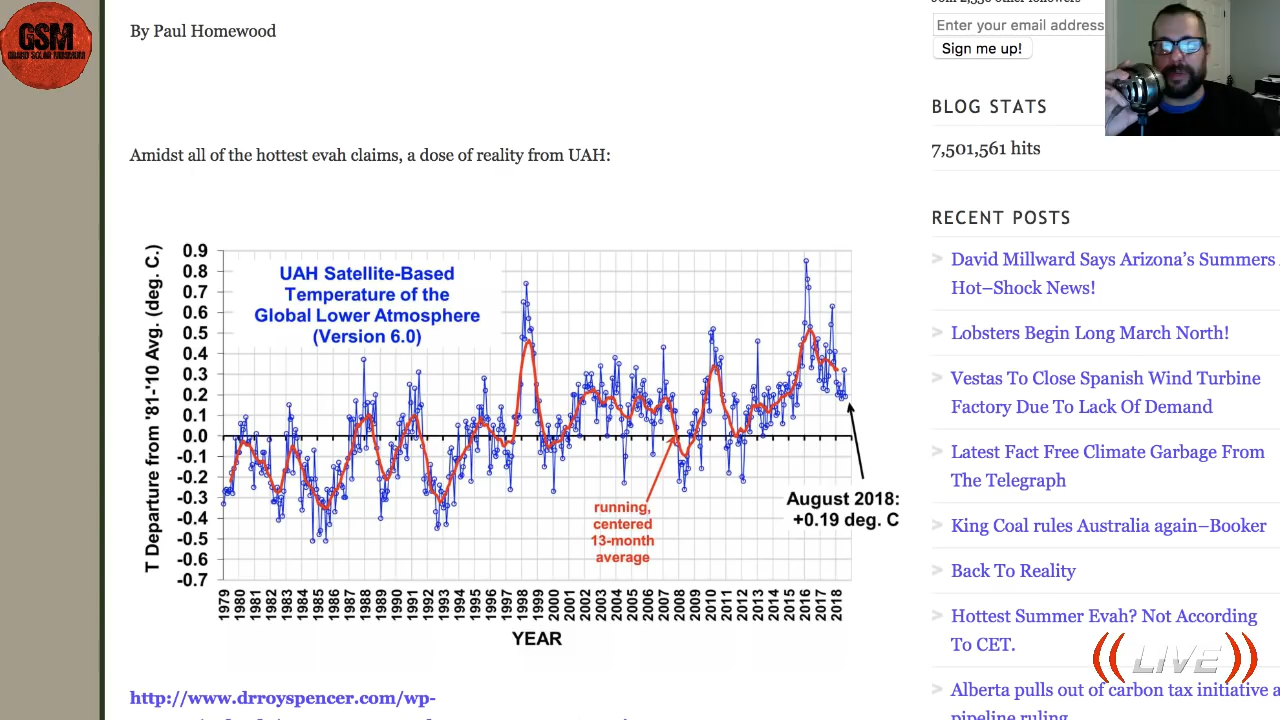 GSM
GRAND SOLAR MINIMUM
By Paul Homewood
Amidst all of the hottest evah claims, a dose of reality from UAH:
T Departure from '81-'10 Avg. (deg. C.)
0.9
0.8
0.7
0.6
0.5
0.4
0.3
0.2
0.1
0.0
-0.1
-0.2
-0.3
-0.4
-0.5
-0.6
-0.7
UAH Satellite-Based
Temperature of the
Global Lower Atmosphere
(Version 6.0)
running,
centered
13-month
average
August 2018:
+0.19 deg. C
1979 1980 1981 1982 1983 1984 1985 1986 1987 1988 1989 1990 1991 1992 1993 1994 1995 1996 1997 1998 1999 2000 2001 2002 2003 2004 2005 2006 2007 2008 2009 2010 2011 2012 2013 2014 2015 2016 2017 2018
YEAR
http://www.drroyspencer.com/wp-
Enter your email address
Sign me up!
BLOG STATS
7,501,561 hits
RECENT POSTS
David Millward Says Arizona's Summers
Hot–Shock News!
Lobsters Begin Long March North!
Vestas To Close Spanish Wind Turbine
Factory Due To Lack Of Demand
Latest Fact Free Climate Garbage From
The Telegraph
King Coal rules Australia again–Booker
Back To Reality
Hottest Summer Evah? Not According
To CET.
Alberta pulls out of carbon tax initiative a
pipeline ruling
((LIVE))